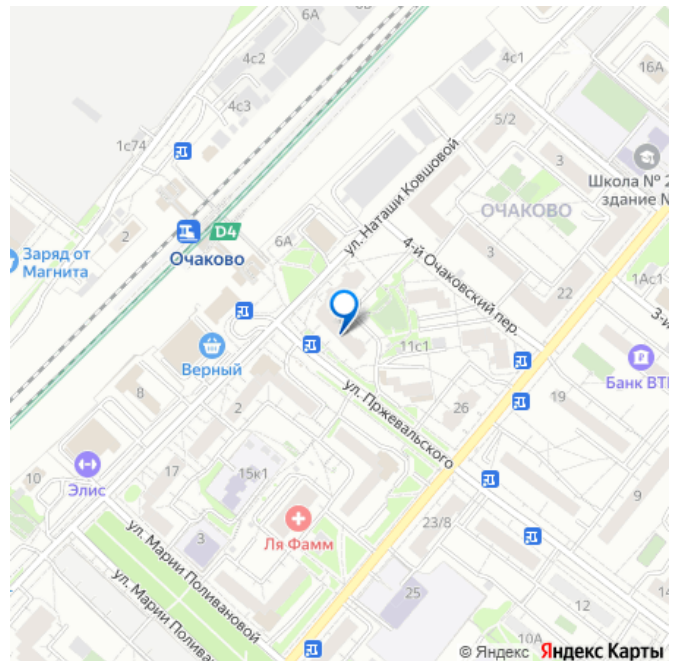 6А
4с2
4с1
16А
4с3
5/2
1с74
3
Школа № 2
здание №
ул. Наташи Ковшовой
ОЧАКОВО
2
D4
6А
Очаково
Заряд от
Магнита
4-й Очаковский пер.
3
1Ас1
22
3-й
11с1
Верный
Банк ВТБ
8
2
ул. Пржевальского
26
19
10
Элис
17
15к1
9
Ля Фамм
23/8
3
ул. Марии Поливановой
ул. Марии Поливан
25
12
14
10А
© Яндекс Яндекс Карты